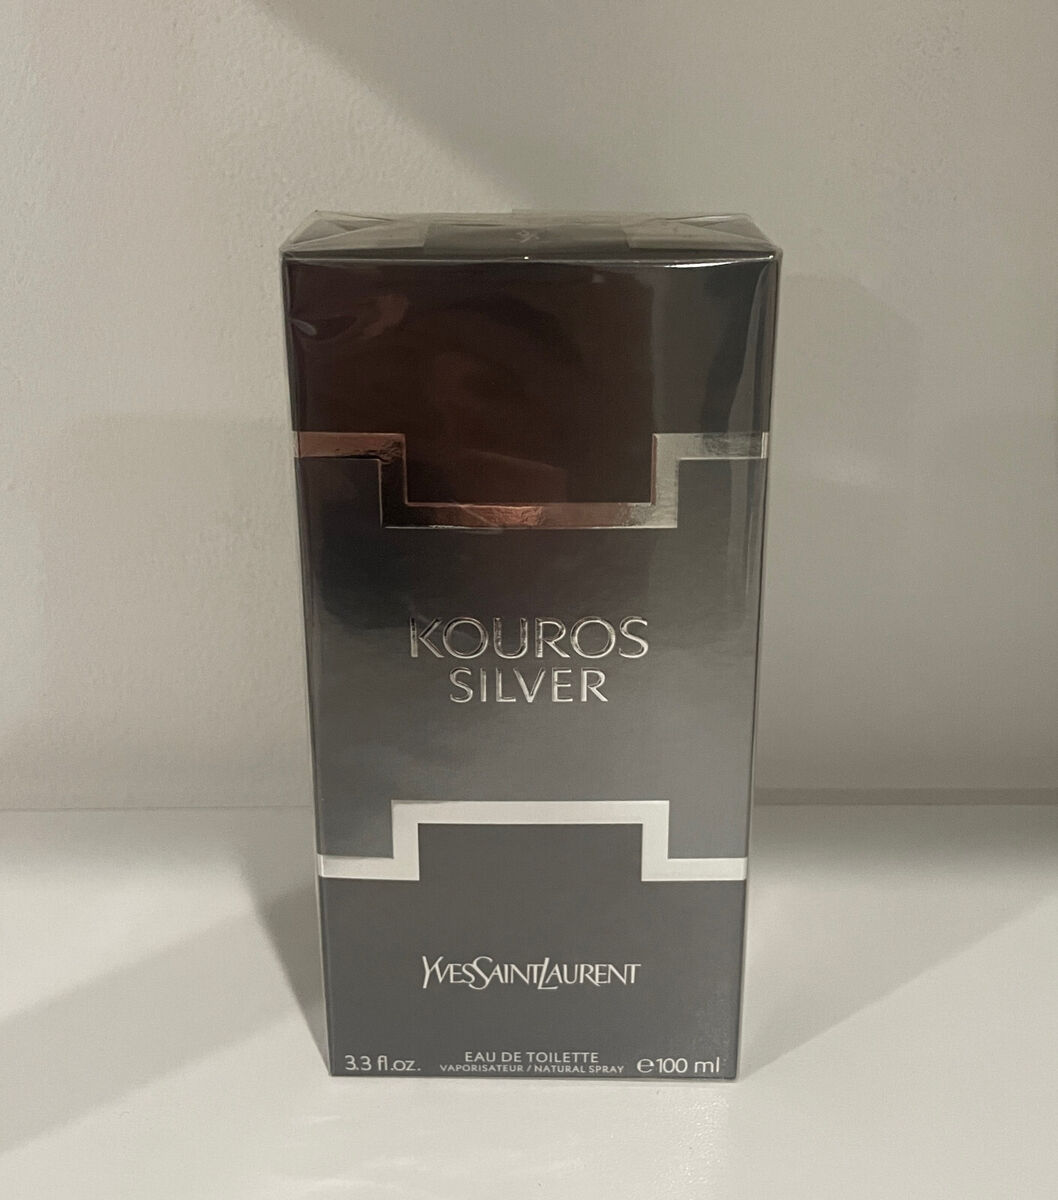 KOUROS
SILVER
YVESSAINTLAURENT
3.3 fl.oz.
EAU DE TOILETTE
VAPORISATEUR / NATURAL SPRAY
℮100 ml